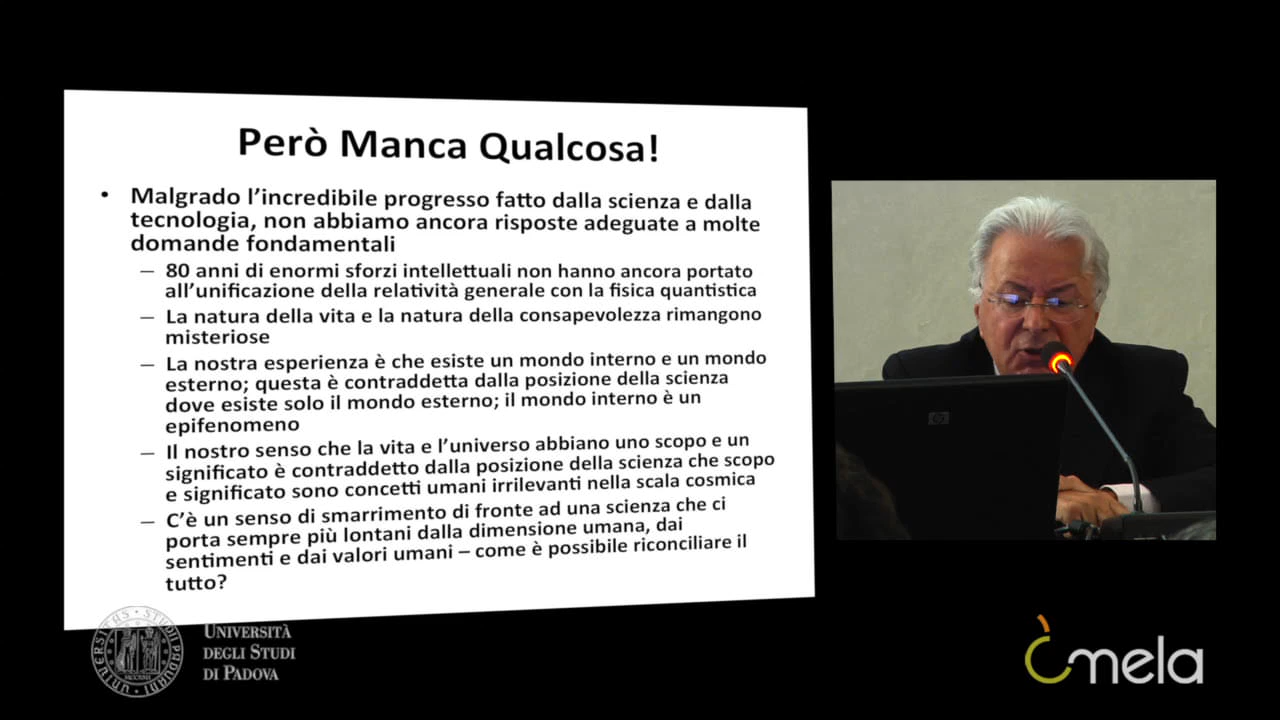 Però Manca Qualcosa!
• Malgrado l'incredibile progresso fatto dalla scienza e dalla
tecnologia, non abbiamo ancora risposte adeguate a molte
domande fondamentali
– 80 anni di enormi sforzi intellettuali non hanno ancora portato
all'unificazione della relatività generale con la fisica quantistica
– La natura della vita e la natura della consapevolezza rimangono
misteriose
– La nostra esperienza è che esiste un mondo interno e un mondo
esterno; questa è contraddetta dalla posizione della scienza
dove esiste solo il mondo esterno; il mondo interno è un
epifenomeno
– Il nostro senso che la vita e l'universo abbiano uno scopo e un
significato è contraddetto dalla posizione della scienza che scopo
e significato sono concetti umani irrilevanti nella scala cosmica
– C'è un senso di smarrimento di fronte ad una scienza che ci
porta sempre più lontani dalla dimensione umana, dai
sentimenti e dai valori umani – come è possibile riconciliare il
tutto?
hp
UNIVERSITÀ
DEGLI STUDI
DI PADOVA
mela